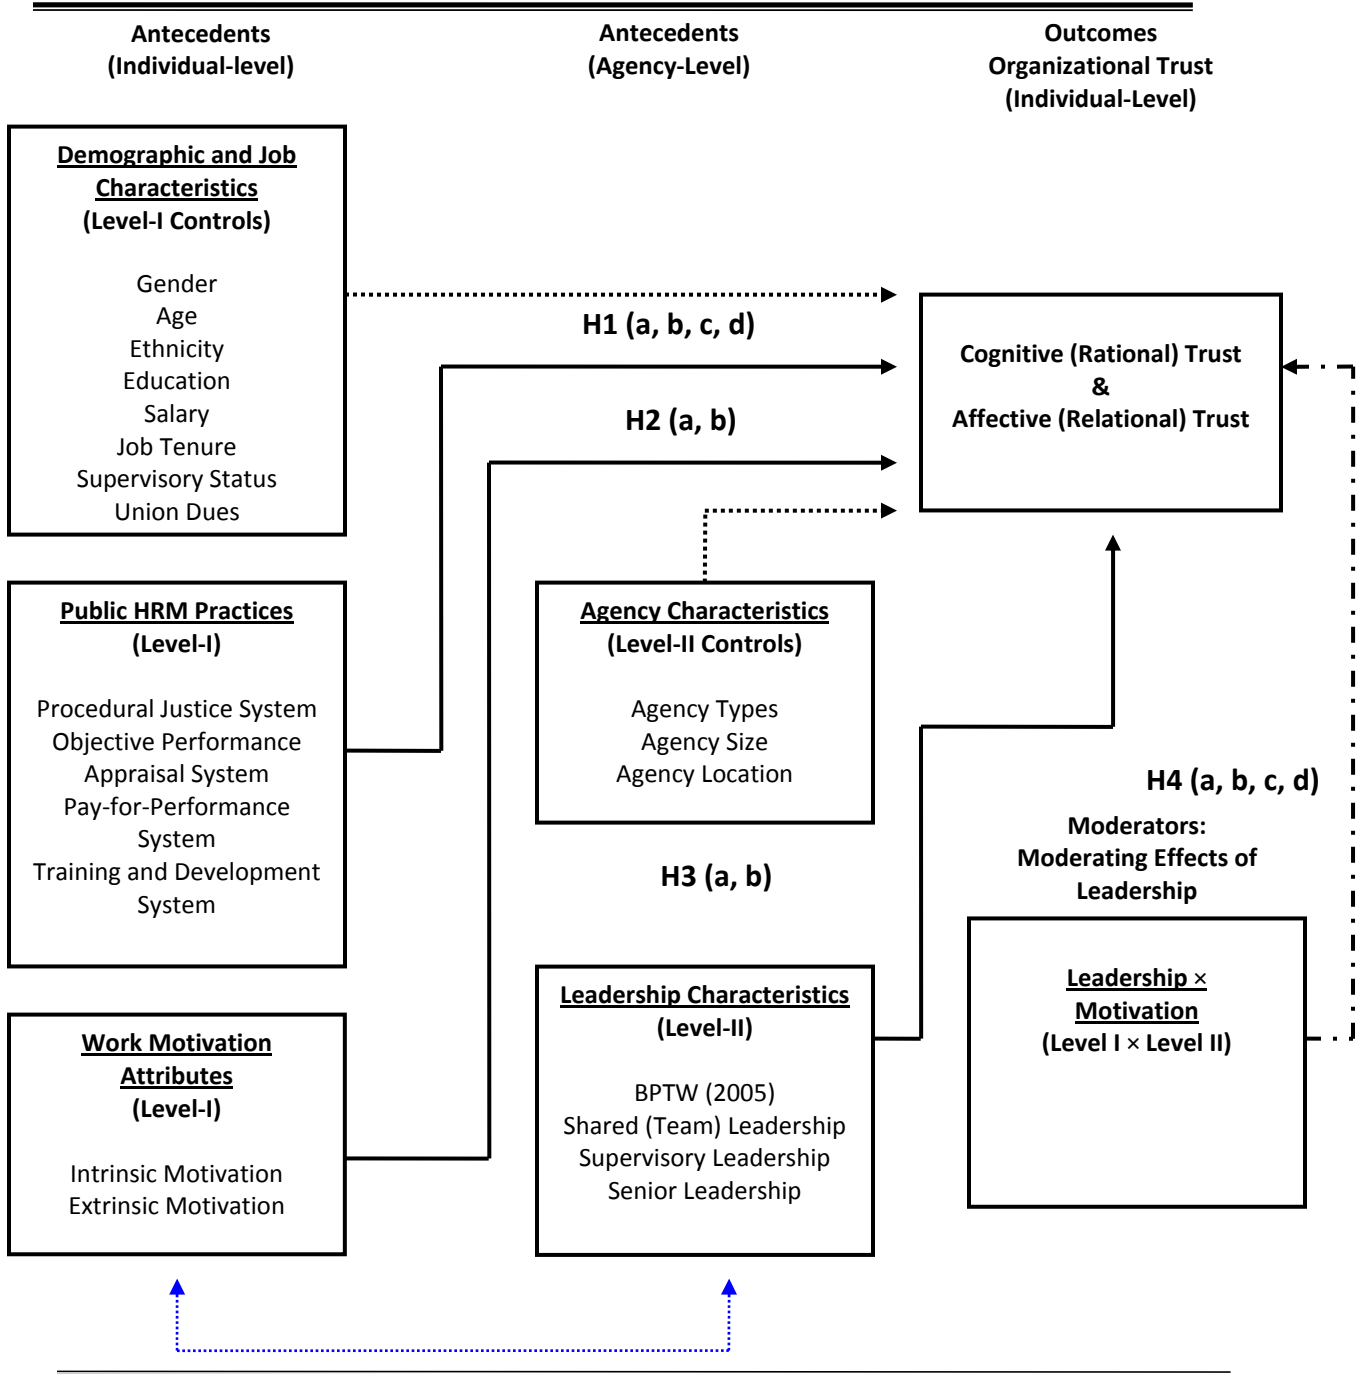 Antecedents
(Individual-level)
Antecedents
(Agency-Level)
Outcomes
Organizational Trust
(Individual-Level)
Demographic and Job
Characteristics
(Level-I Controls)
Gender
Age
Ethnicity
Education
Salary
Job Tenure
Supervisory Status
Union Dues
H1 (a, b, c, d)
H2 (a, b)
Cognitive (Rational) Trust
&
Affective (Relational) Trust
Public HRM Practices
(Level-I)
Procedural Justice System
Objective Performance
Appraisal System
Pay-for-Performance
System
Training and Development
System
Agency Characteristics
(Level-II Controls)
Agency Types
Agency Size
Agency Location
H3 (a, b)
H4 (a, b, c, d)
Moderators:
Moderating Effects of
Leadership
Work Motivation
Attributes
(Level-I)
Intrinsic Motivation
Extrinsic Motivation
Leadership Characteristics
(Level-II)
BPTW (2005)
Shared (Team) Leadership
Supervisory Leadership
Senior Leadership
Leadership ×
Motivation
(Level I × Level II)